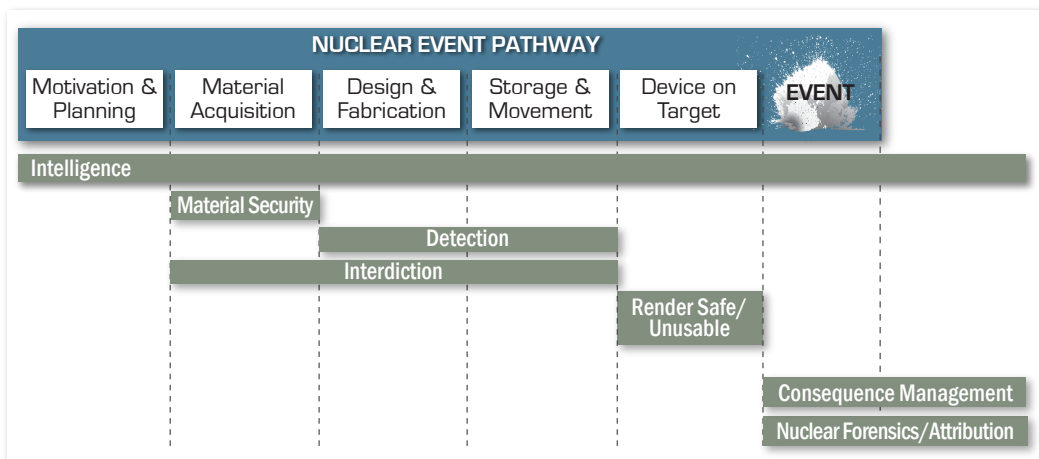 NUCLEAR EVENT PATHWAY
Motivation &
Planning
Material
Acquisition
Design &
Fabrication
Storage &
Movement
Device on
Target
EVENT
Intelligence
Material Security
Detection
Interdiction
Render Safe/
Unusable
Consequence Management
Nuclear Forensics/Attribution